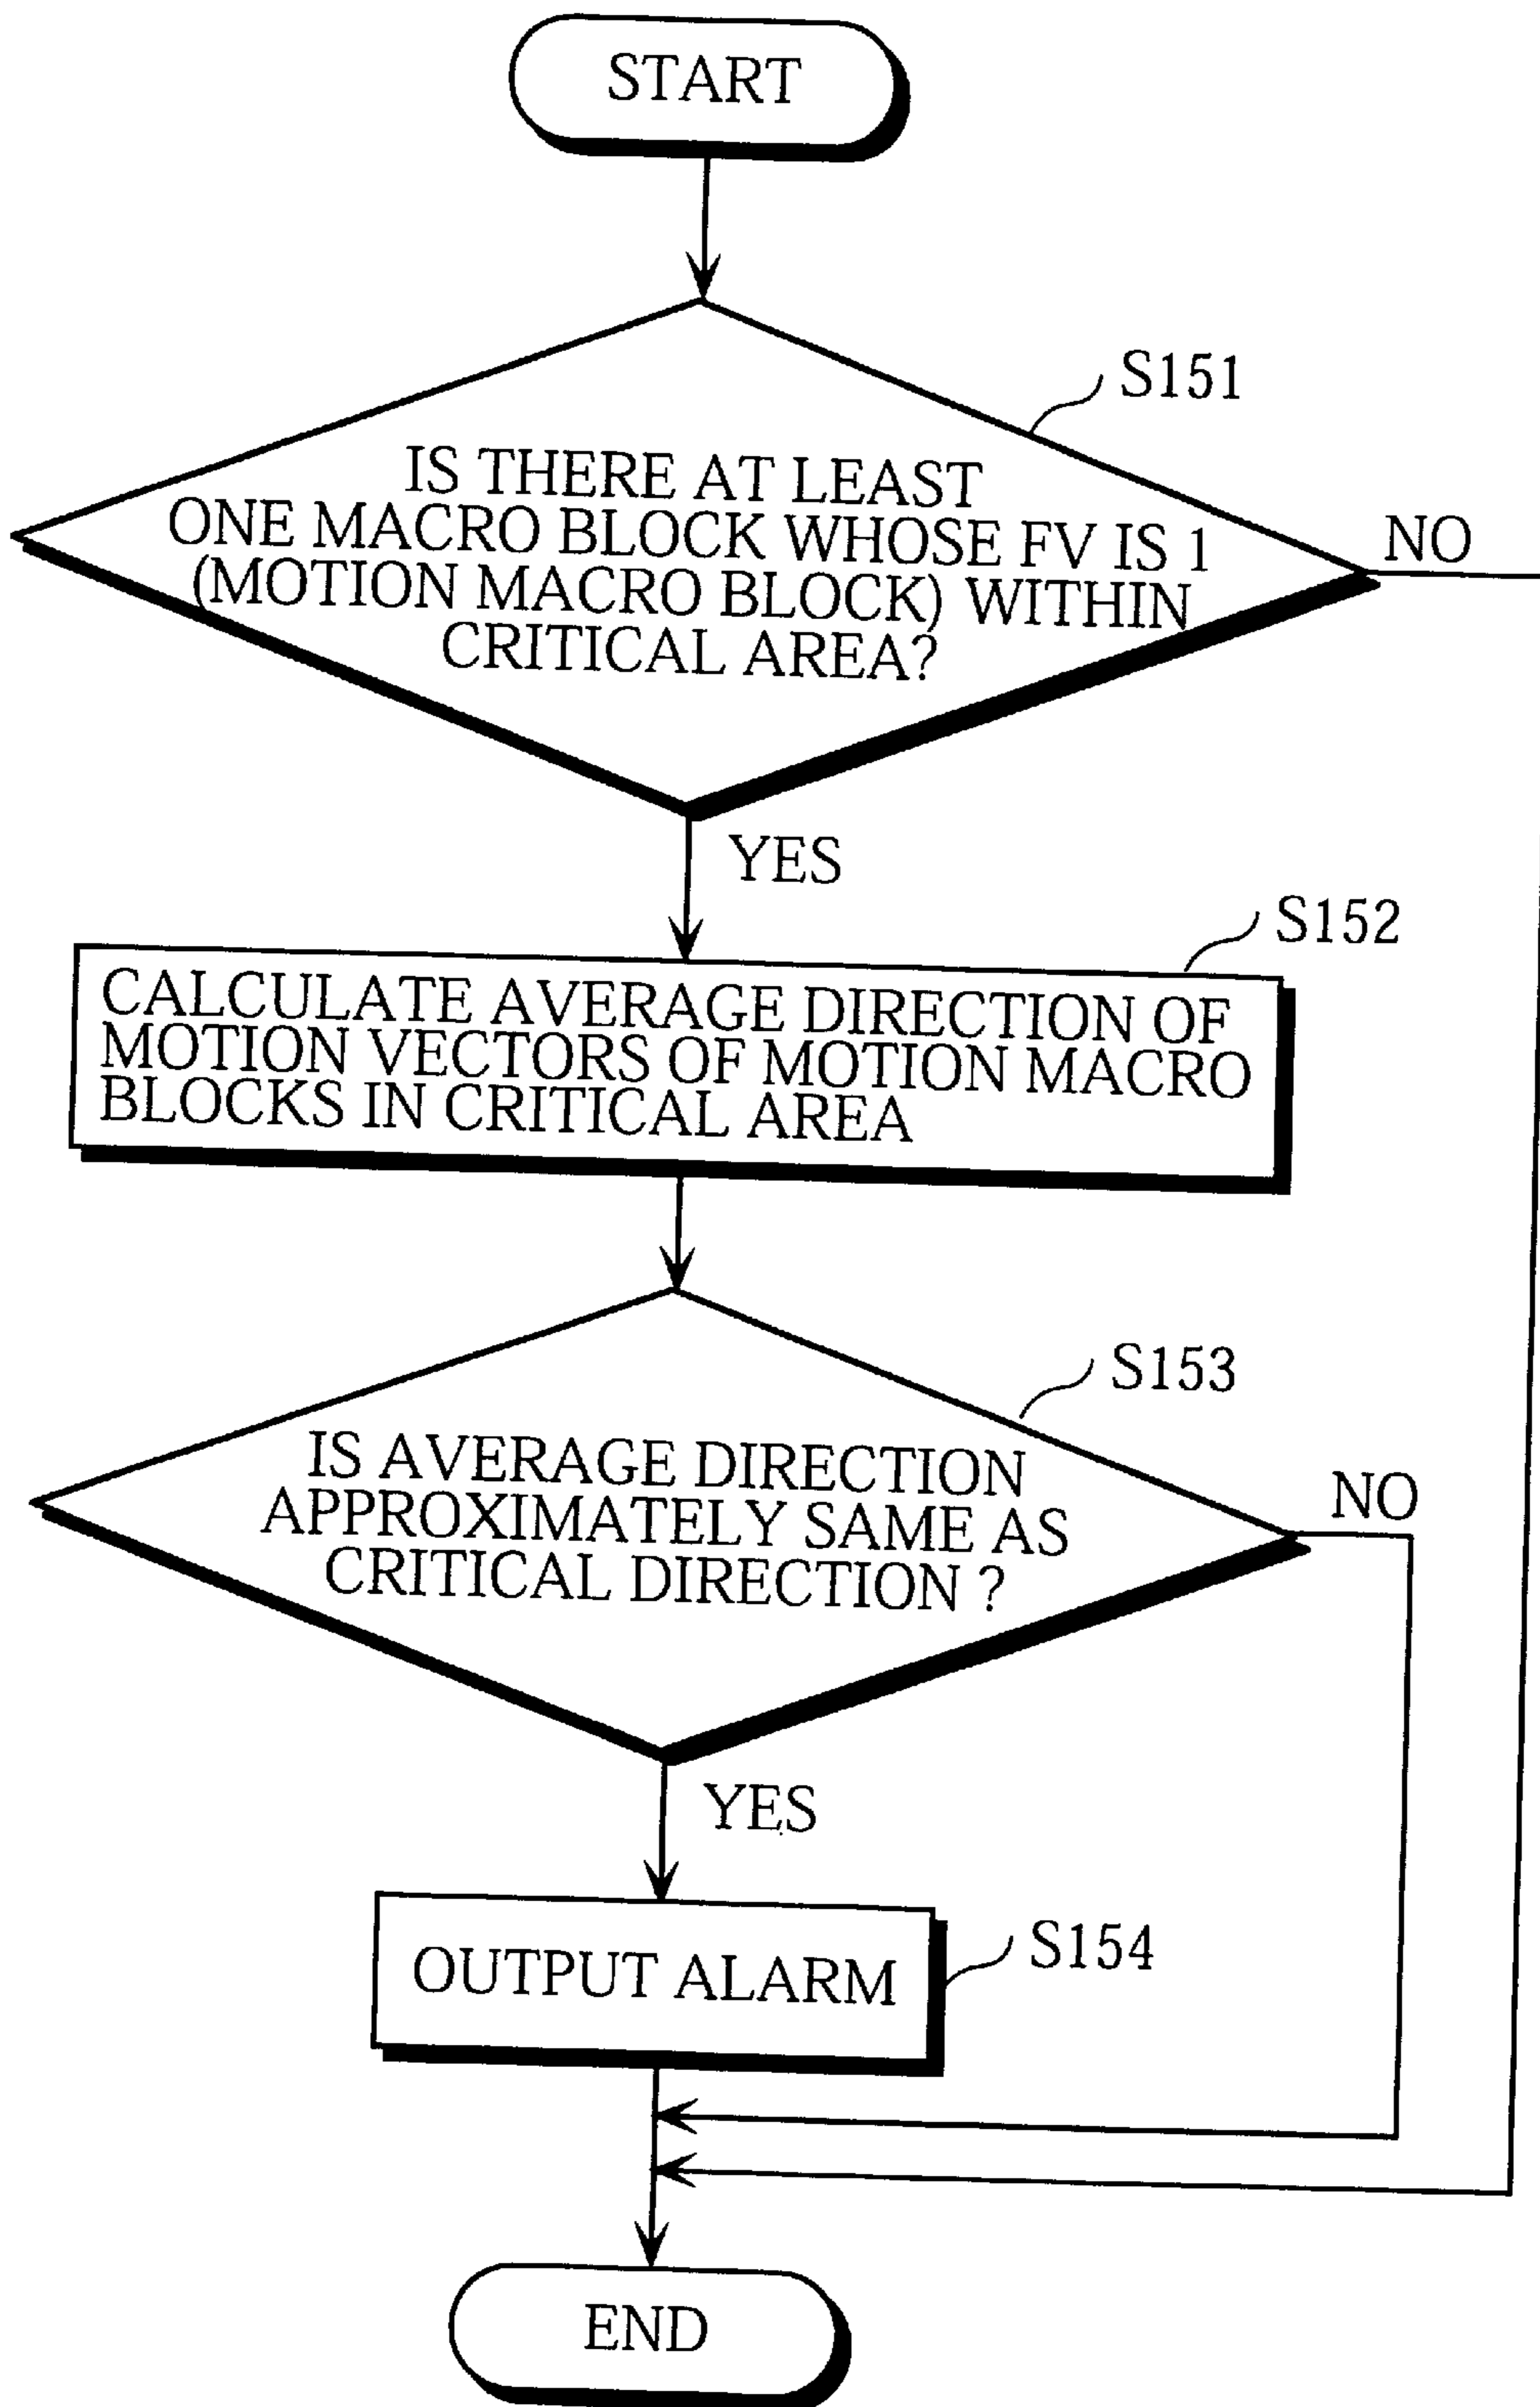 START
S151
IS THERE AT LEAST
ONE MACRO BLOCK WHOSE FV IS 1
(MOTION MACRO BLOCK) WITHIN
CRITICAL AREA?
NO
YES
S152
CALCULATE AVERAGE DIRECTION OF
MOTION VECTORS OF MOTION MACRO
BLOCKS IN CRITICAL AREA
S153
IS AVERAGE DIRECTION
APPROXIMATELY SAME AS
CRITICAL DIRECTION ?
NO
YES
S154
OUTPUT ALARM
END